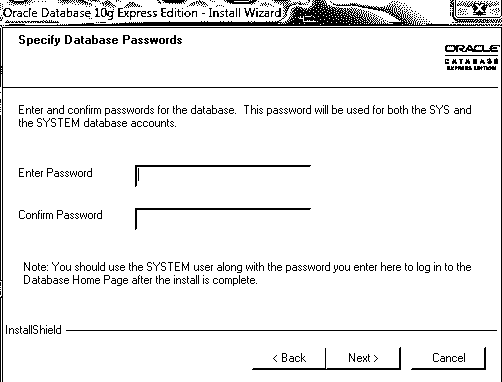 Oracle Database 10g Express Edition - Install Wizard
Specify Database Passwords
ORACLE
DATABASE
EXPRESS EDITION
Enter and confirm passwords for the database. This password will be used for both the SYS and
the SYSTEM database accounts.
Enter Password
Confirm Password
Note: You should use the SYSTEM user along with the password you enter here to log in to the
Database Home Page after the install is complete.
InstallShield
< Back
Next >
Cancel